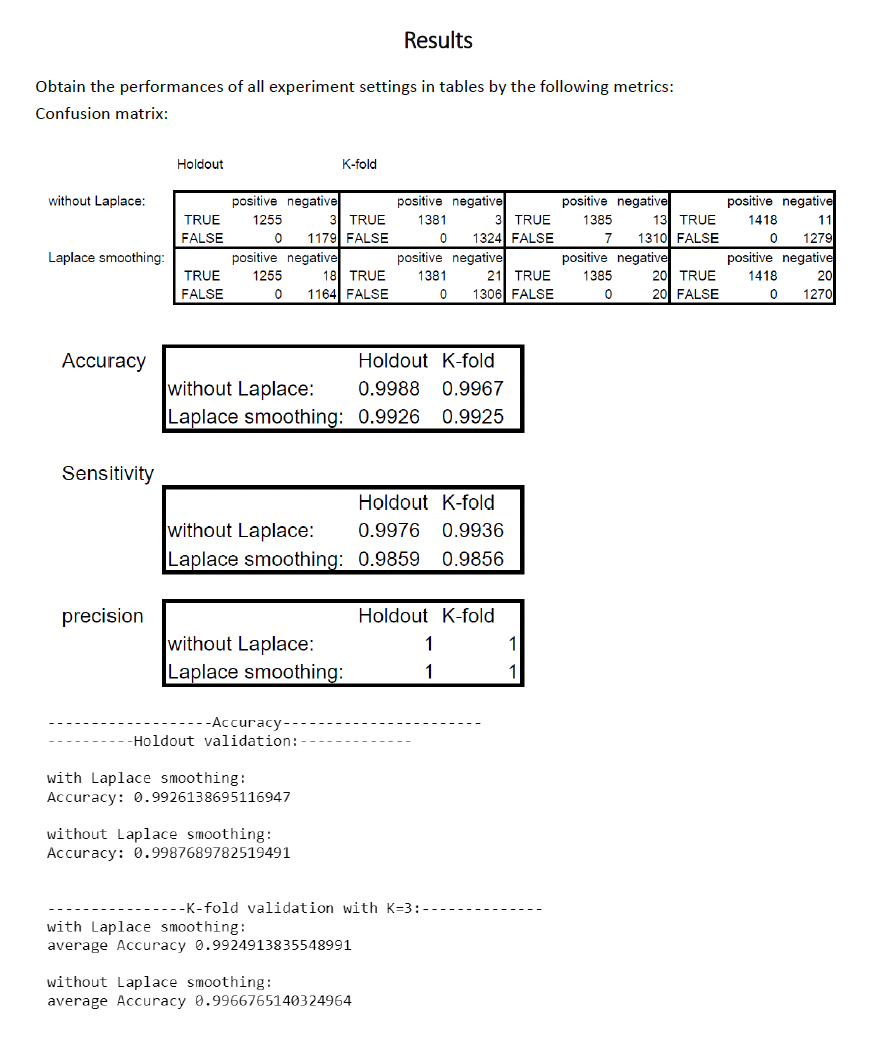 Results
Obtain the performances of all experiment settings in tables by the following metrics:
Confusion matrix:
Holdout K-fold
without Laplace: positive negative positive negative positive negative positive negative
TRUE 1255 3 TRUE 1381 3 TRUE 1385 13 TRUE 1418 11
FALSE 0 1179 FALSE 0 1324 FALSE 7 1310 FALSE 0 1279
Laplace smoothing: positive negative positive negative positive negative positive negative
TRUE 1255 18 TRUE 1381 21 TRUE 1385 20 TRUE 1418 20
FALSE 0 1164 FALSE 0 1306 FALSE 0 20 FALSE 0 1270
Accuracy Holdout K-fold
without Laplace: 0.9988 0.9967
Laplace smoothing: 0.9926 0.9925
Sensitivity
Holdout K-fold
without Laplace: 0.9976 0.9936
Laplace smoothing: 0.9859 0.9856
precision Holdout K-fold
without Laplace: 1 1
Laplace smoothing: 1 1
-------------------Accuracy-----------------------
----------Holdout validation:-------------
with Laplace smoothing:
Accuracy: 0.9926138695116947
without Laplace smoothing:
Accuracy: 0.9987689782519491
----------------K-fold validation with K=3:--------------
with Laplace smoothing:
average Accuracy 0.9924913835548991
without Laplace smoothing:
average Accuracy 0.9966765140324964